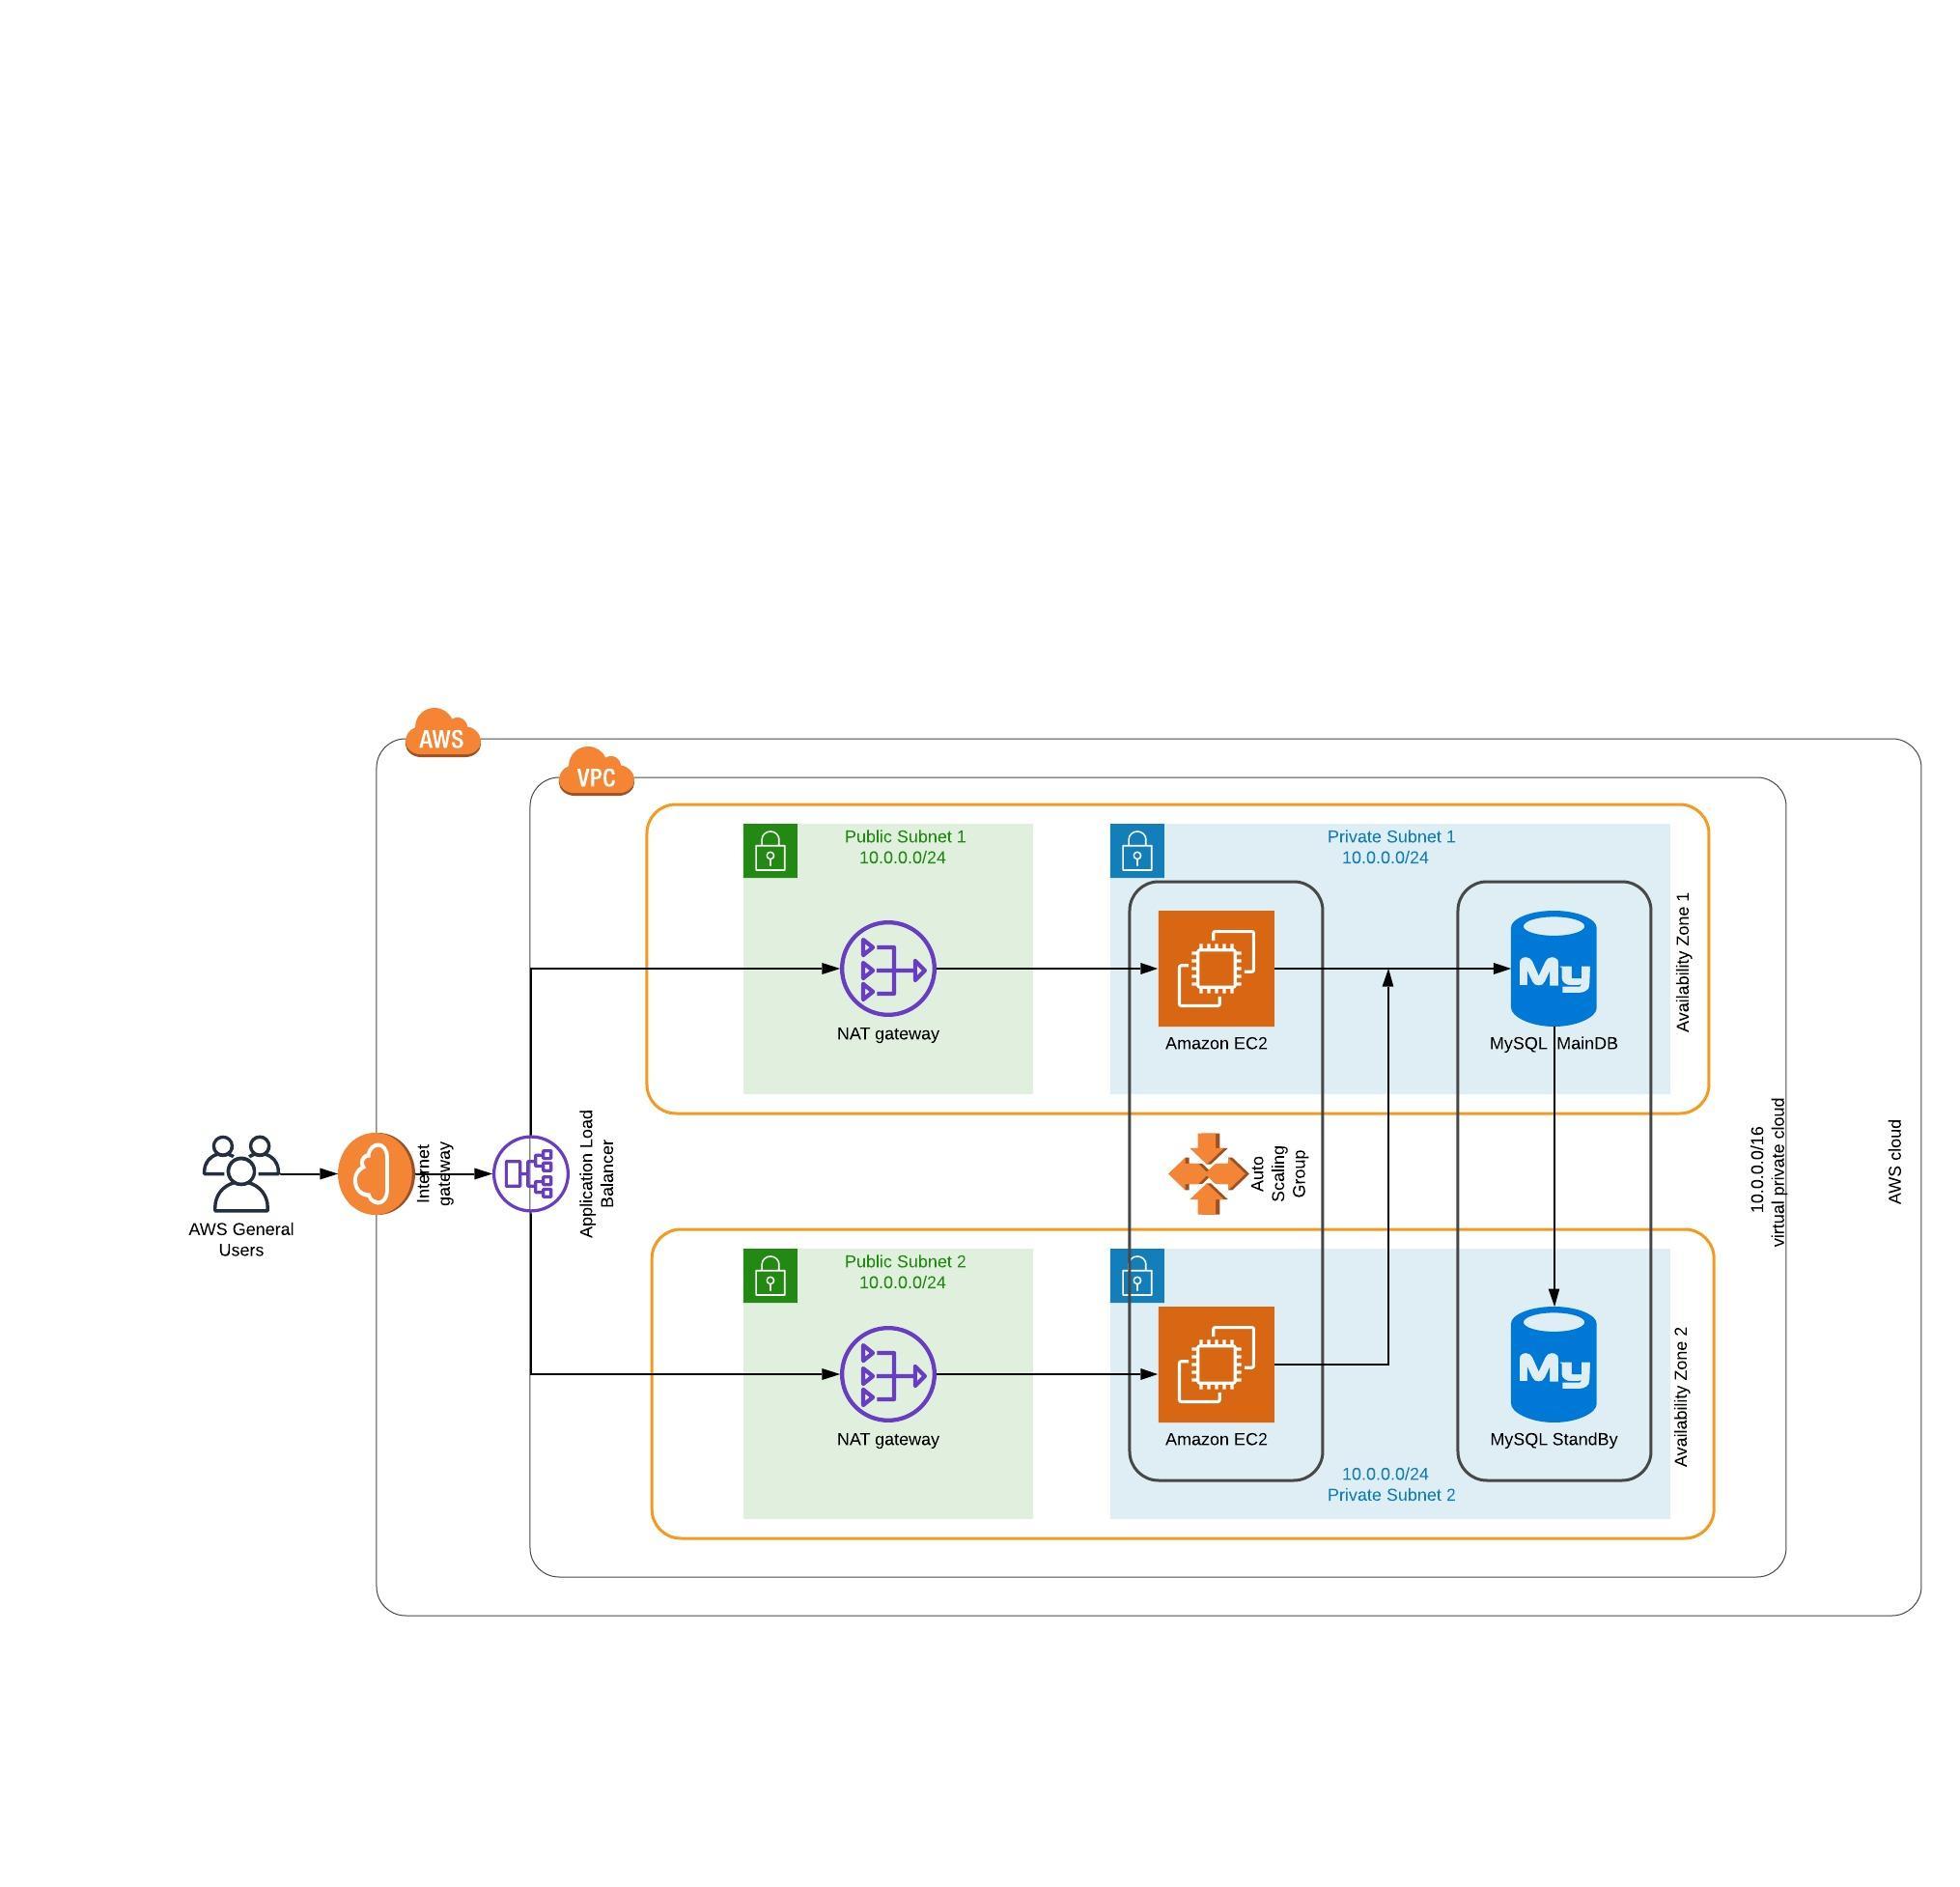 AWS
VPC
Public Subnet 1
10.0.0.0/24
Private Subnet 1
10.0.0.0/24
NAT gateway
Amazon EC2
MySQL MainDB
Availability Zone 1
AWS General
Users
Internet
gateway
Application Load
Balancer
Auto
Scaling
Group
10.0.0.0/16
virtual private cloud
AWS cloud
Public Subnet 2
10.0.0.0/24
My
My
NAT gateway
Amazon EC2
MySQL StandBy
10.0.0.0/24
Private Subnet 2
Availability Zone 2